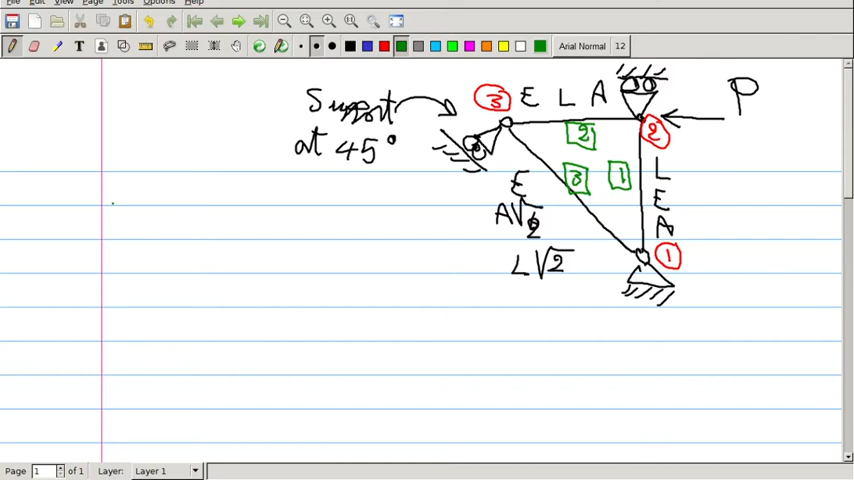 File Edit View Journal Page Tools Options Help
T
Arial Normal 12
Support
at 45°
3 E L A
P
2 2
3 1
L
E
A
E
A√2
L√2
1
Page 1 of 1 Layer: Layer 1